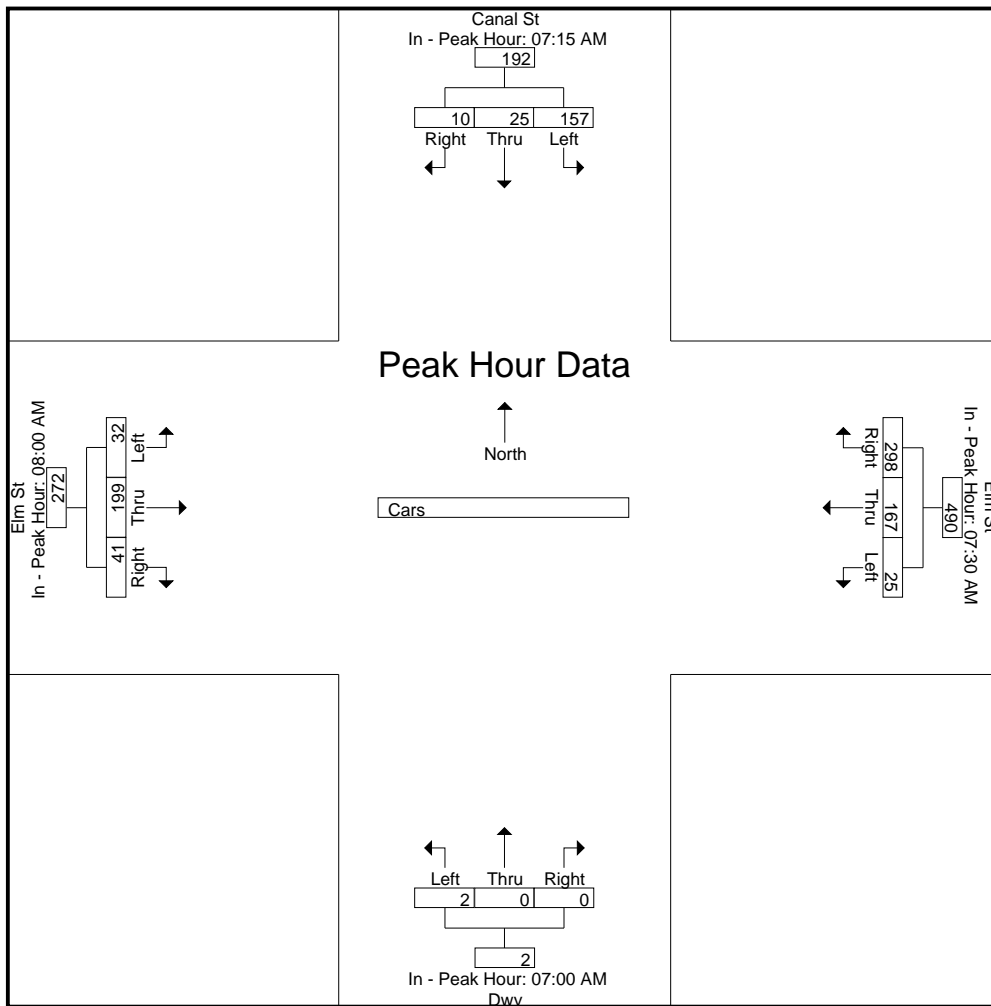 Canal St
In - Peak Hour: 07:15 AM
192
10 25 157
Right Thru Left
Peak Hour Data
North
Cars
Elm St
In - Peak Hour: 08:00 AM
272
32 199 41
Left Thru Right
Elm St
In - Peak Hour: 07:30 AM
490
298 167 25
Right Thru Left
Left Thru Right
2 0 0
2
In - Peak Hour: 07:00 AM
Dwy